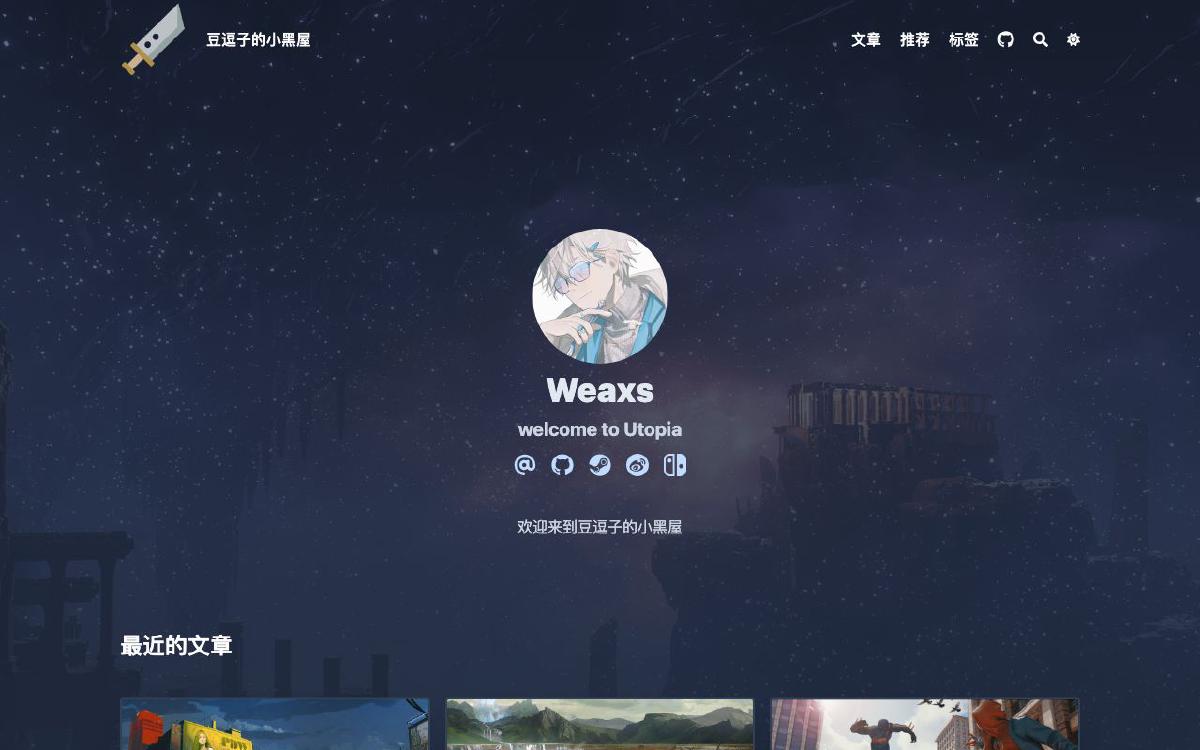 豆逗子的小黑屋
文章 推荐 标签
Weaxs
welcome to Utopia
欢迎来到豆逗子的小黑屋
最近的文章